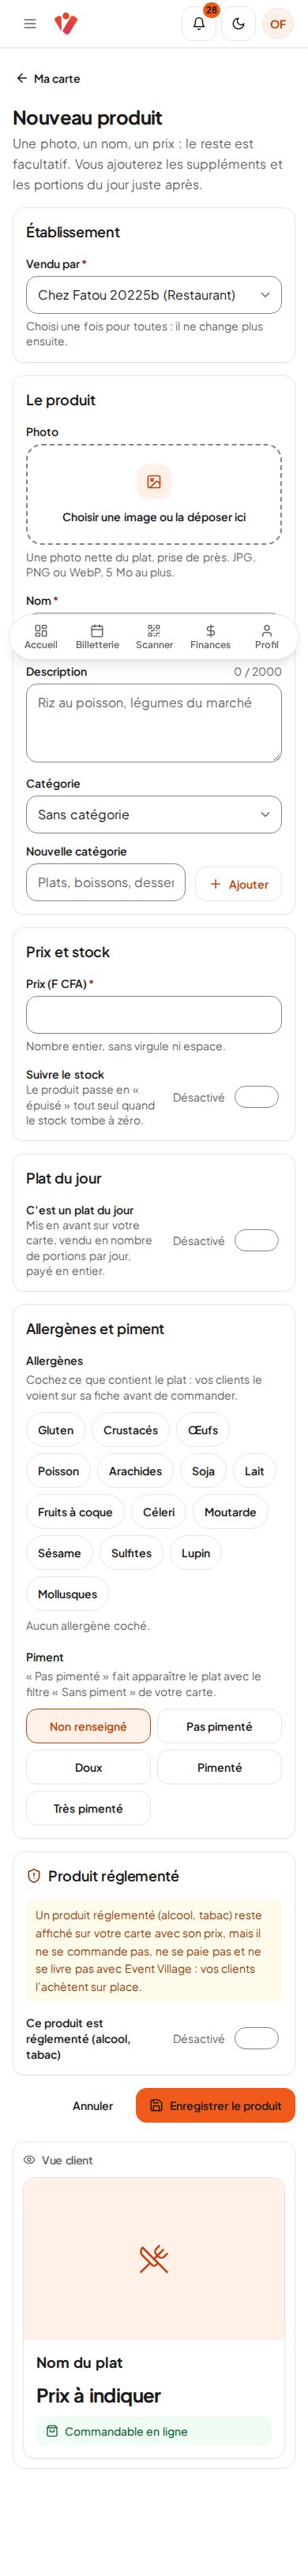 28
OF
Ma carte
Nouveau produit
Une photo, un nom, un prix : le reste est
facultatif. Vous ajouterez les suppléments et
les portions du jour juste après.
Établissement
Vendu par *
Chez Fatou 20225b (Restaurant)
Choisi une fois pour toutes : il ne change plus
ensuite.
Le produit
Photo
Choisir une image ou la déposer ici
Une photo nette du plat, prise de près. JPG,
PNG ou WebP, 5 Mo au plus.
Nom *
Accueil
Billetterie
Scanner
Finances
Profil
Description
0 / 2000
Riz au poisson, légumes du marché
Catégorie
Sans catégorie
Nouvelle catégorie
Plats, boissons, desser
Ajouter
Prix et stock
Prix (F CFA) *
Nombre entier, sans virgule ni espace.
Suivre le stock
Le produit passe en «
épuisé » tout seul quand
le stock tombe à zéro.
Désactivé
Plat du jour
C'est un plat du jour
Mis en avant sur votre
carte, vendu en nombre
de portions par jour,
payé en entier.
Désactivé
Allergènes et piment
Allergènes
Cochez ce que contient le plat : vos clients le
voient sur sa fiche avant de commander.
Gluten
Crustacés
Œufs
Poisson
Arachides
Soja
Lait
Fruits à coque
Céleri
Moutarde
Sésame
Sulfites
Lupin
Mollusques
Aucun allergène coché.
Piment
« Pas pimenté » fait apparaître le plat avec le
filtre « Sans piment » de votre carte.
Non renseigné
Pas pimenté
Doux
Pimenté
Très pimenté
Produit réglementé
Un produit réglementé (alcool, tabac) reste
affiché sur votre carte avec son prix, mais il
ne se commande pas, ne se paie pas et ne
se livre pas avec Event Village : vos clients
l'achètent sur place.
Ce produit est
réglementé (alcool,
tabac)
Désactivé
Annuler
Enregistrer le produit
Vue client
Nom du plat
Prix à indiquer
Commandable en ligne